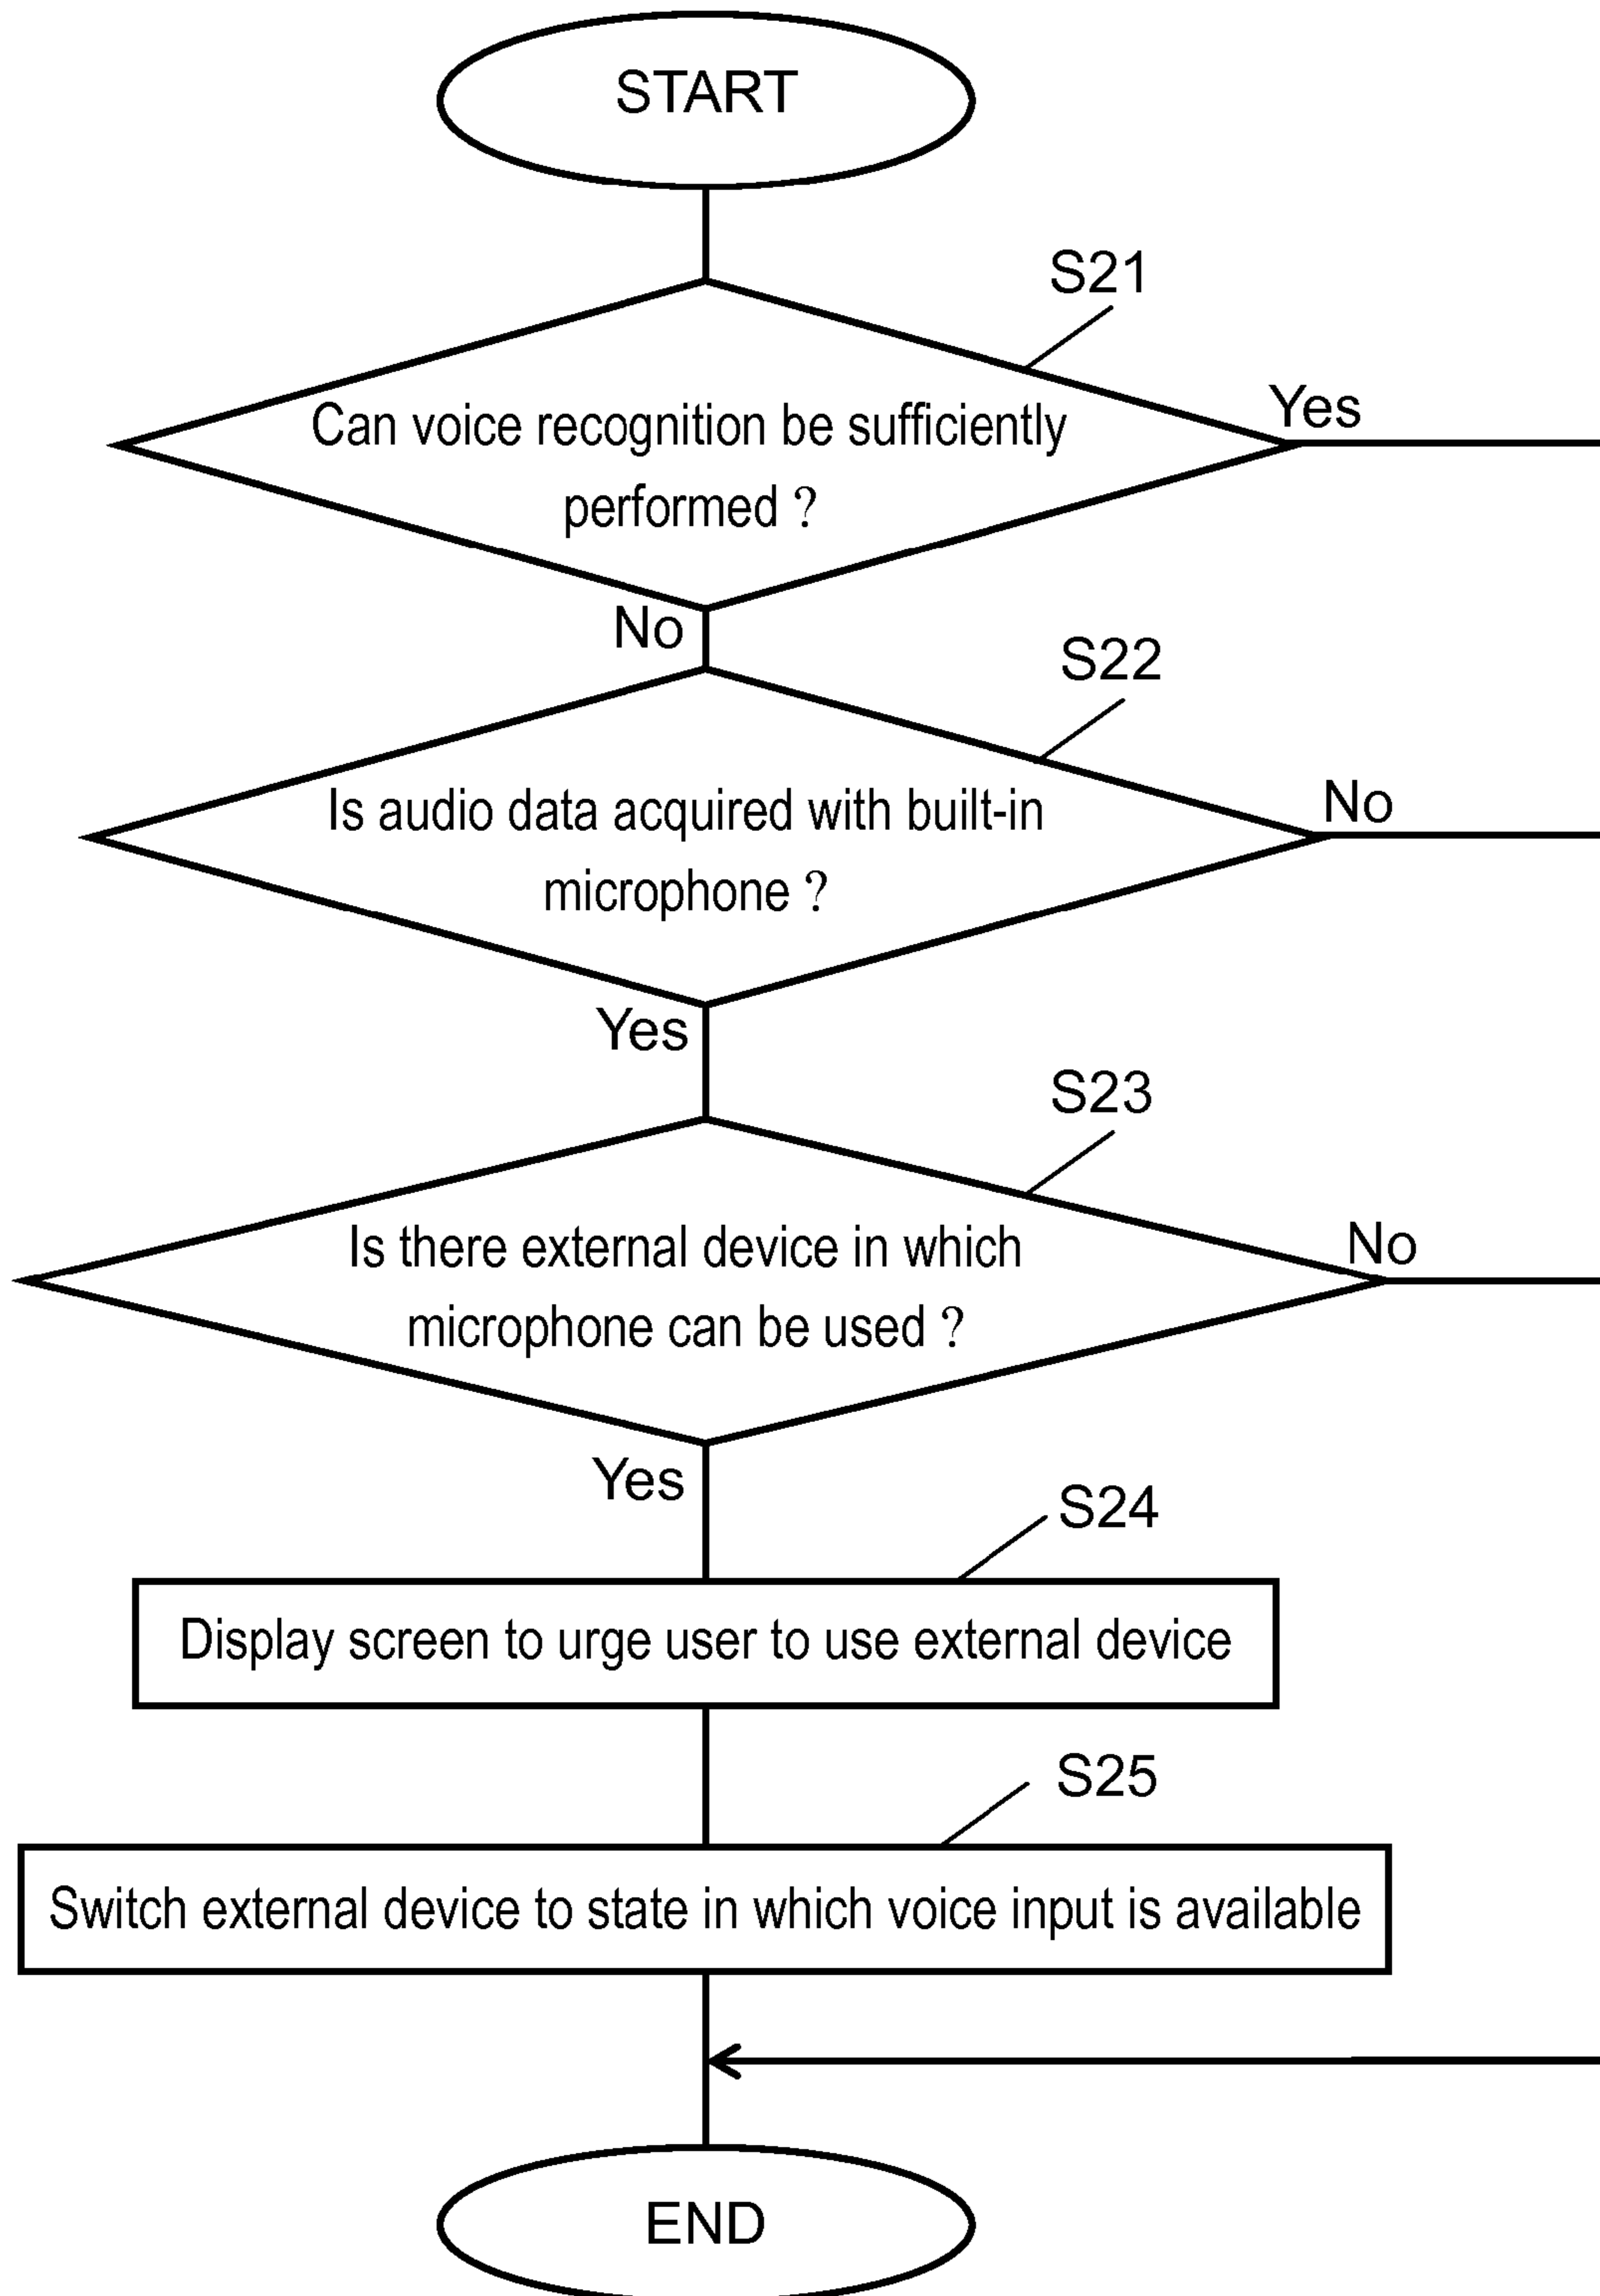 START
S21
Can voice recognition be sufficiently
performed ?
Yes
No
S22
Is audio data acquired with built-in
microphone ?
No
Yes
S23
Is there external device in which
microphone can be used ?
No
Yes
S24
Display screen to urge user to use external device
S25
Switch external device to state in which voice input is available
END